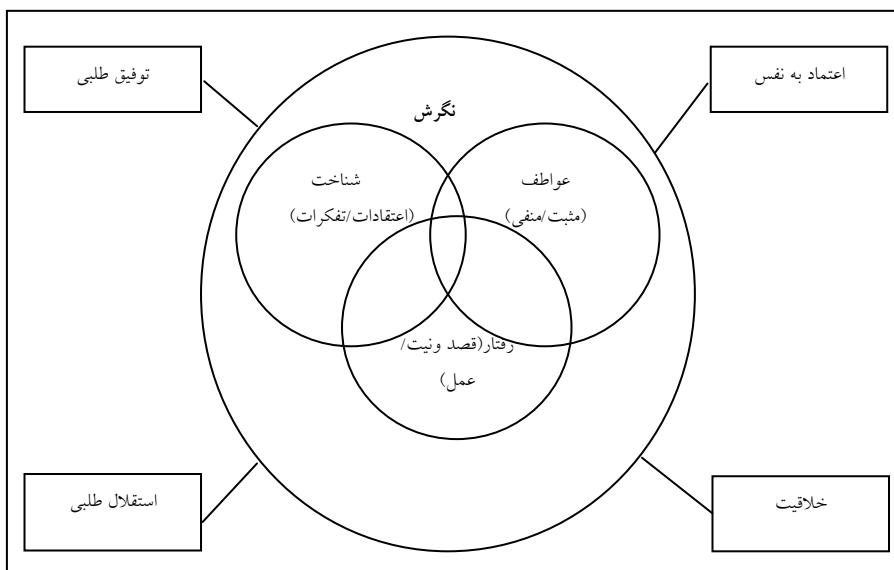 اعتماد به نفس
توفیق طلبی
نگرش
عواطف
(مثبت/منفی)
شناخت
(اعتقادات/تفکرات)
رفتار(قصد ونیت/
عمل)
خلاقیت
استقلال طلبی